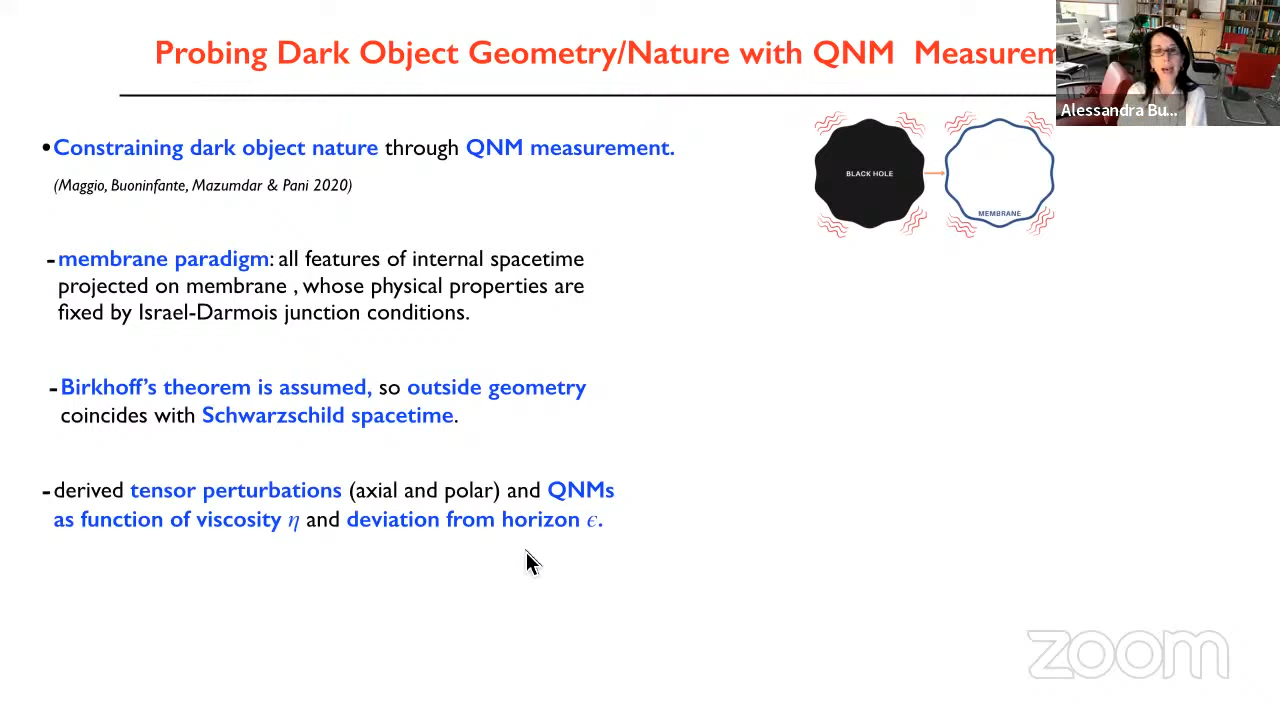 Probing Dark Object Geometry/Nature with QNM Measurem
Alessandra Bu...
•Constraining dark object nature through QNM measurement.
(Maggio, Buoninfante, Mazumdar & Pani 2020)
BLACK HOLE
MEMBRANE
-membrane paradigm: all features of internal spacetime
projected on membrane , whose physical properties are
fixed by Israel-Darmois junction conditions.
-Birkhoff's theorem is assumed, so outside geometry
coincides with Schwarzschild spacetime.
-derived tensor perturbations (axial and polar) and QNMs
as function of viscosity η and deviation from horizon ϵ.
zoom